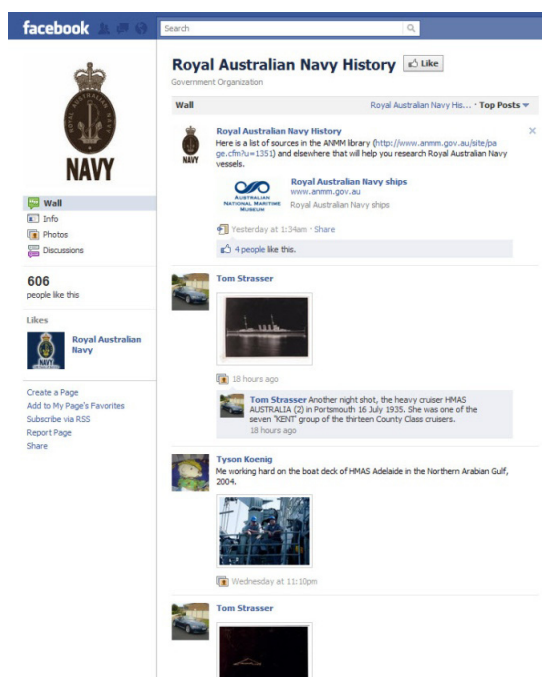 facebook
Search
ROYAL AUSTRALIAN NAVY
NAVY
Wall
Info
Photos
Discussions
606
people like this
Likes
NAVY
Royal Australian
Navy
Create a Page
Add to My Page's Favorites
Subscribe via RSS
Report Page
Share
Royal Australian Navy History
Like
Government Organization
Wall
Royal Australian Navy His... · Top Posts
NAVY
Royal Australian Navy History
Here is a list of sources in the ANMM library (http://www.anmm.gov.au/site/pa
ge.cfm?u=1351) and elsewhere that will help you research Royal Australian Navy
vessels.
AUSTRALIAN
NATIONAL MARITIME
MUSEUM
Royal Australian Navy ships
www.anmm.gov.au
Royal Australian Navy ships
Yesterday at 1:34am · Share
4 people like this.
Tom Strasser
18 hours ago
Tom Strasser Another night shot, the heavy cruiser HMAS
AUSTRALIA (2) in Portsmouth 16 July 1935. She was one of the
seven 'KENT' group of the thirteen County Class cruisers.
18 hours ago
Tyson Koenig
Me working hard on the boat deck of HMAS Adelaide in the Northern Arabian Gulf,
2004.
Wednesday at 11:10pm
Tom Strasser